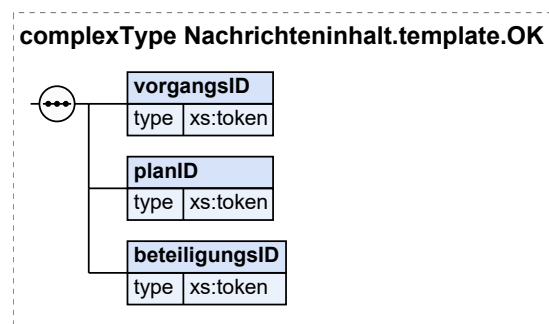 complexType Nachrichteninhalt.template.OK
vorgangsID
type xs:token
planID
type xs:token
beteiligungsID
type xs:token